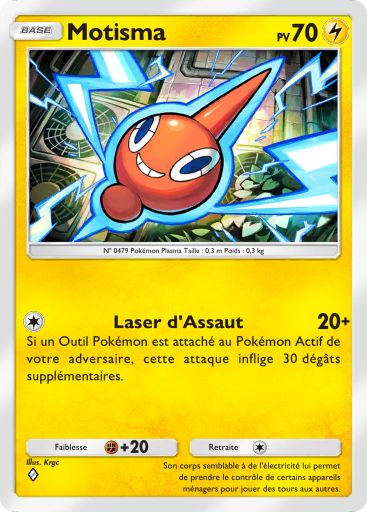 BASE Motisma PV 70
N° 0479 Pokémon Plasma Taille : 0,3 m Poids : 0,3 kg
Laser d'Assaut 20+
Si un Outil Pokémon est attaché au Pokémon Actif de
votre adversaire, cette attaque inflige 30 dégâts
supplémentaires.
Faiblesse +20 Retraite
Illus. Krgc
Son corps semblable à de l'électricité lui permet
de prendre le contrôle de certains appareils
ménagers pour jouer des tours aux autres.